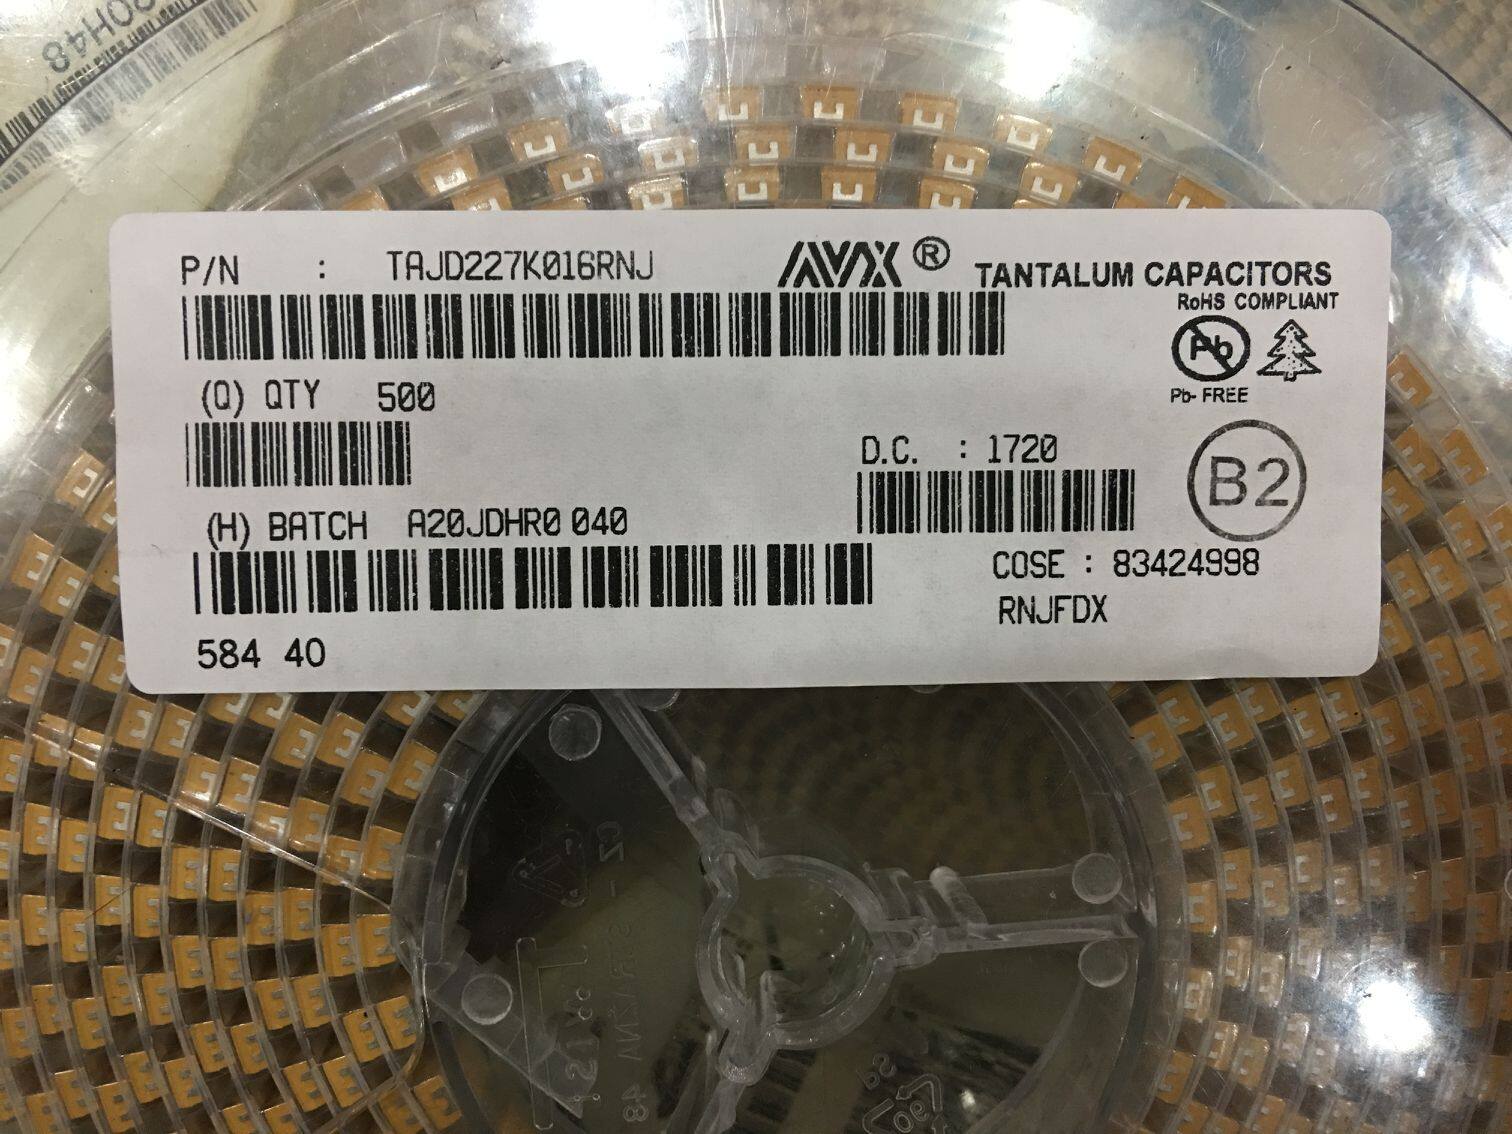 20H48
P/N : TAJD227K016RNJ
AVX ® TANTALUM CAPACITORS
RoHS COMPLIANT
Pb
Pb- FREE
(Q) QTY 500
D.C. : 1720
B2
(H) BATCH A20JDHR0 040
COSE : 83424998
RNJFDX
584 40